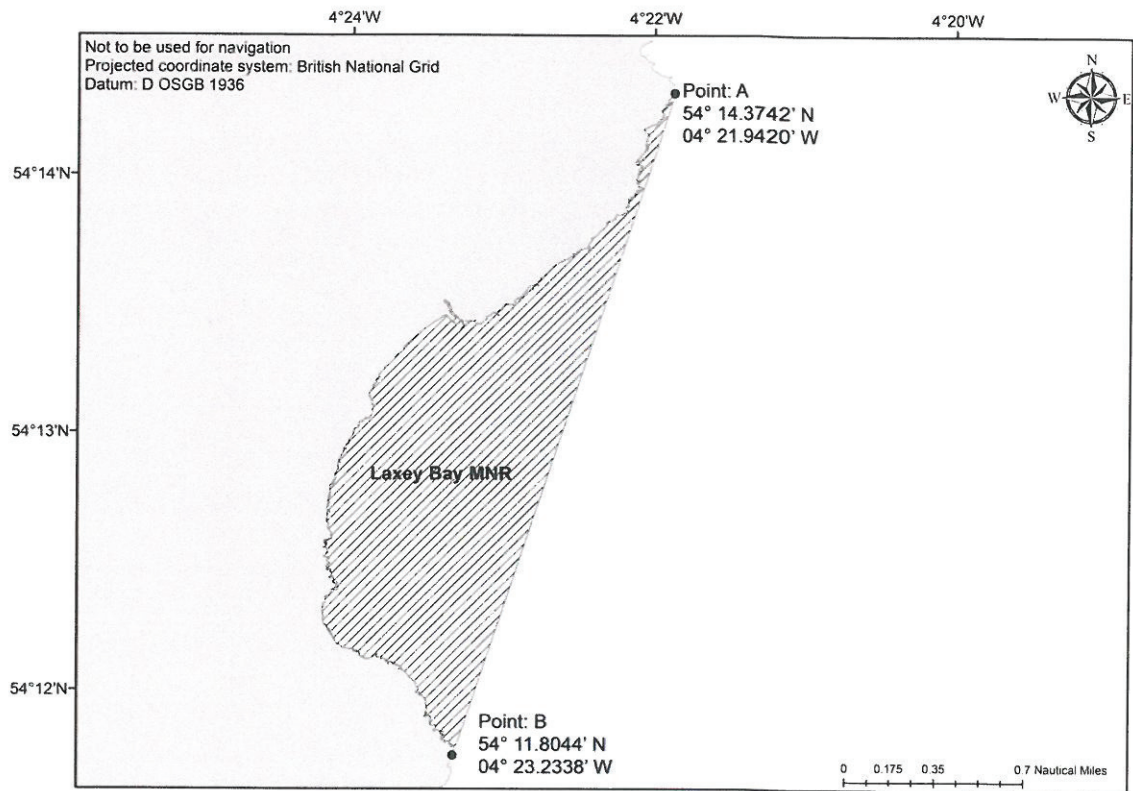 4°24'W
4°22'W
4°20'W
Not to be used for navigation
Projected coordinate system: British National Grid
Datum: D OSGB 1936
N
W
E
S
Point: A
54° 14.3742' N
04° 21.9420' W
54°14'N
54°13'N
Laxey Bay MNR
54°12'N
Point: B
54° 11.8044' N
04° 23.2338' W
0 0.175 0.35 0.7 Nautical Miles